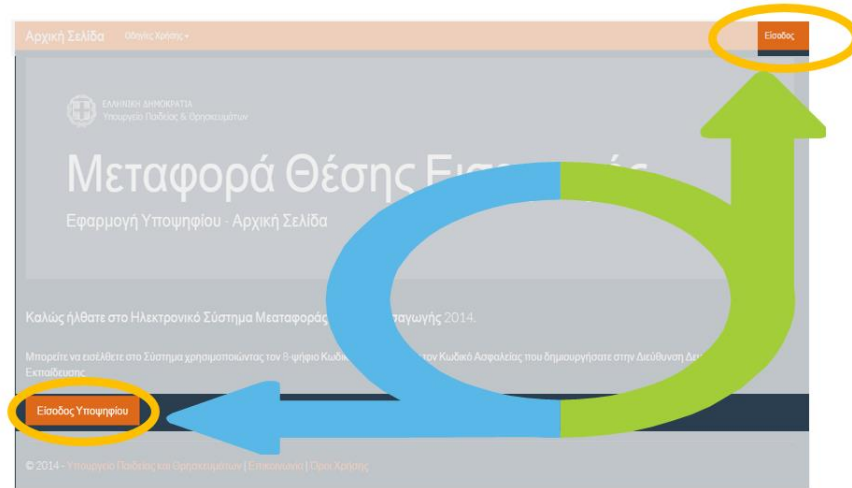 Αρχική Σελίδα Οδηγίες Χρήσης Είσοδος
ΕΛΛΗΝΙΚΗ ΔΗΜΟΚΡΑΤΙΑ
Υπουργείο Παιδείας & Θρησκευμάτων
Μεταφορά Θέσης
Εφαρμογή Υποψηφίου - Αρχική Σελίδα
Καλώς ήλθατε στο Ηλεκτρονικό Σύστημα Μεαταφοράς 2014.
Μπορείτε να εισέλθετε στο Σύστημα χρησιμοποιώντας τον 8-ψήφιο τον Κωδικό Ασφαλείας που δημιουργήσατε στην Διεύθυνση
Εκπαίδευσης.
Είσοδος Υποψηφίου
© 2014 - Υπουργείο Παιδείας και Θρησκευμάτων | Επικοινωνία | Όροι Χρήσης